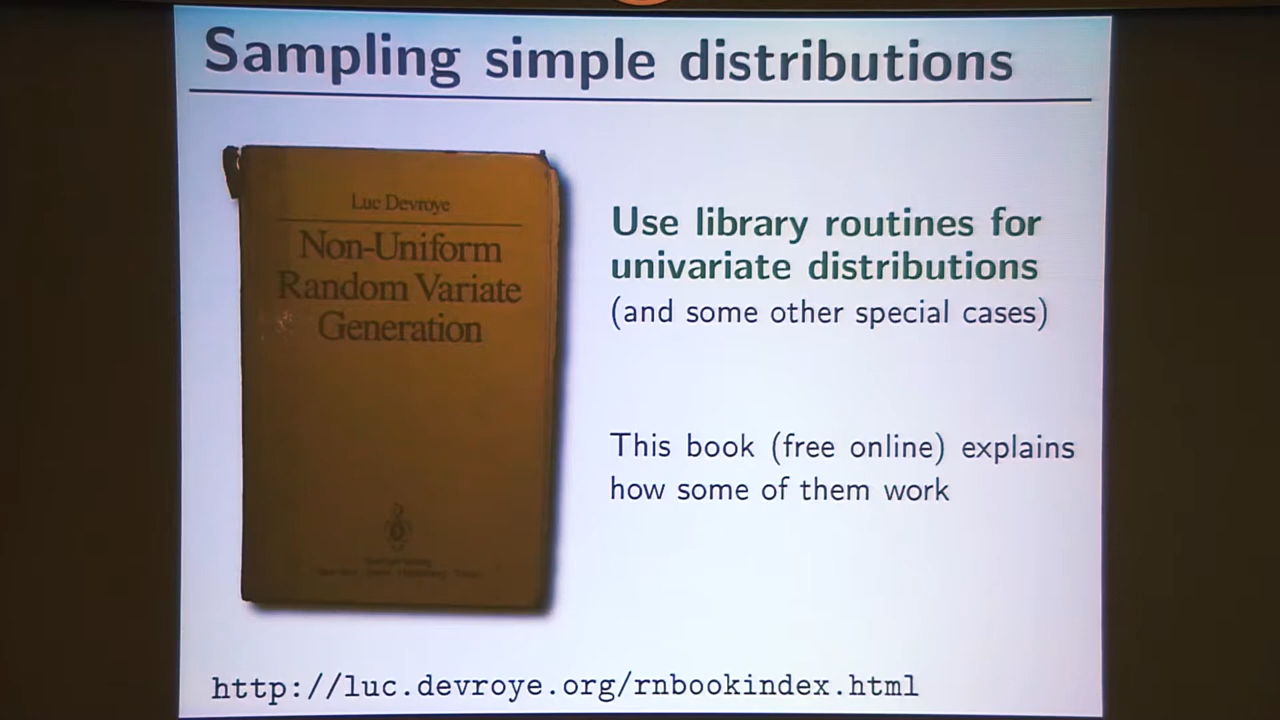 Sampling simple distributions
Luc Devroye
Non-Uniform
Random Variate
Generation
Use library routines for
univariate distributions
(and some other special cases)
This book (free online) explains
how some of them work
http://luc.devroye.org/rnbookindex.html